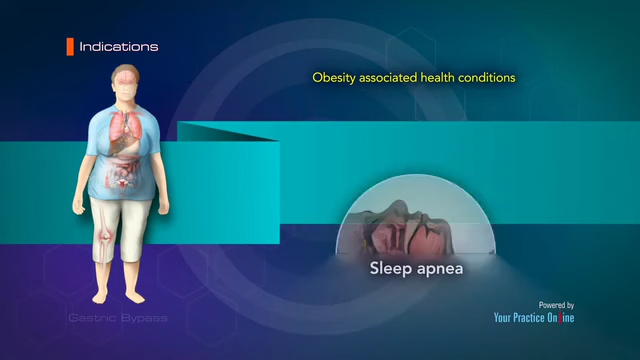 Indications
Obesity associated health conditions
Sleep apnea
Gastric Bypass
Powered by
Your Practice Online